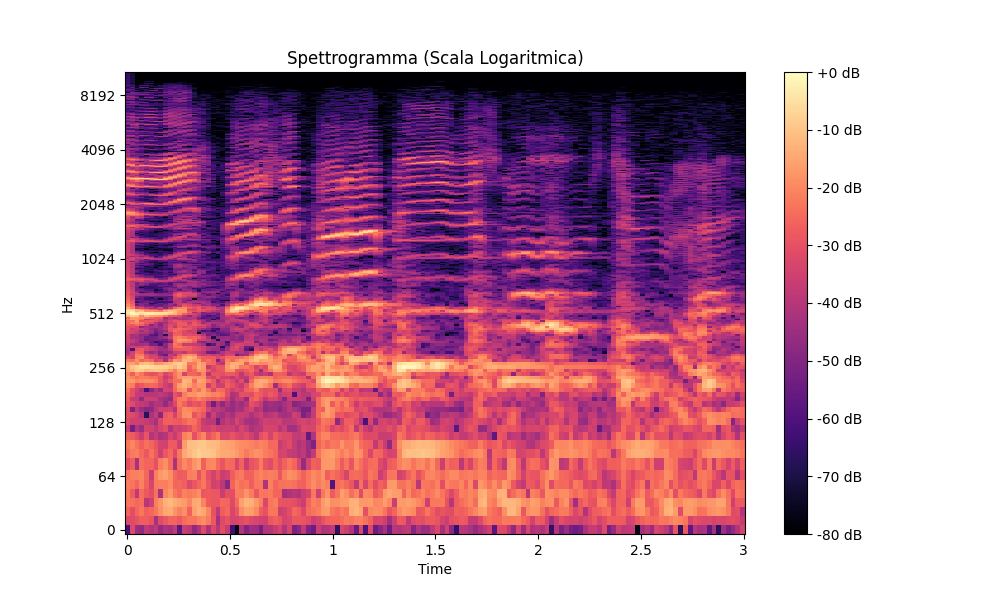 Spettrogramma (Scala Logaritmica)
8192
4096
2048
1024
512
256
128
64
0
Hz
0
0.5
1
1.5
2
2.5
3
Time
+0 dB
-10 dB
-20 dB
-30 dB
-40 dB
-50 dB
-60 dB
-70 dB
-80 dB